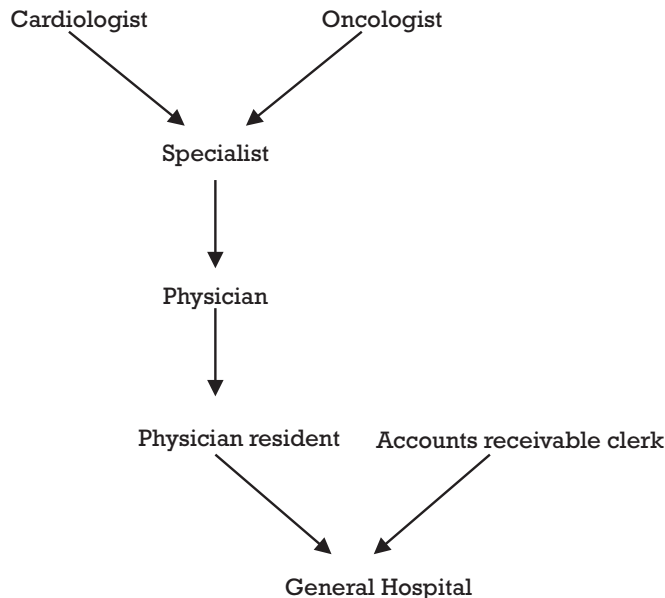 Cardiologist
Oncologist
Specialist
Physician
Physician resident
Accounts receivable clerk
General Hospital